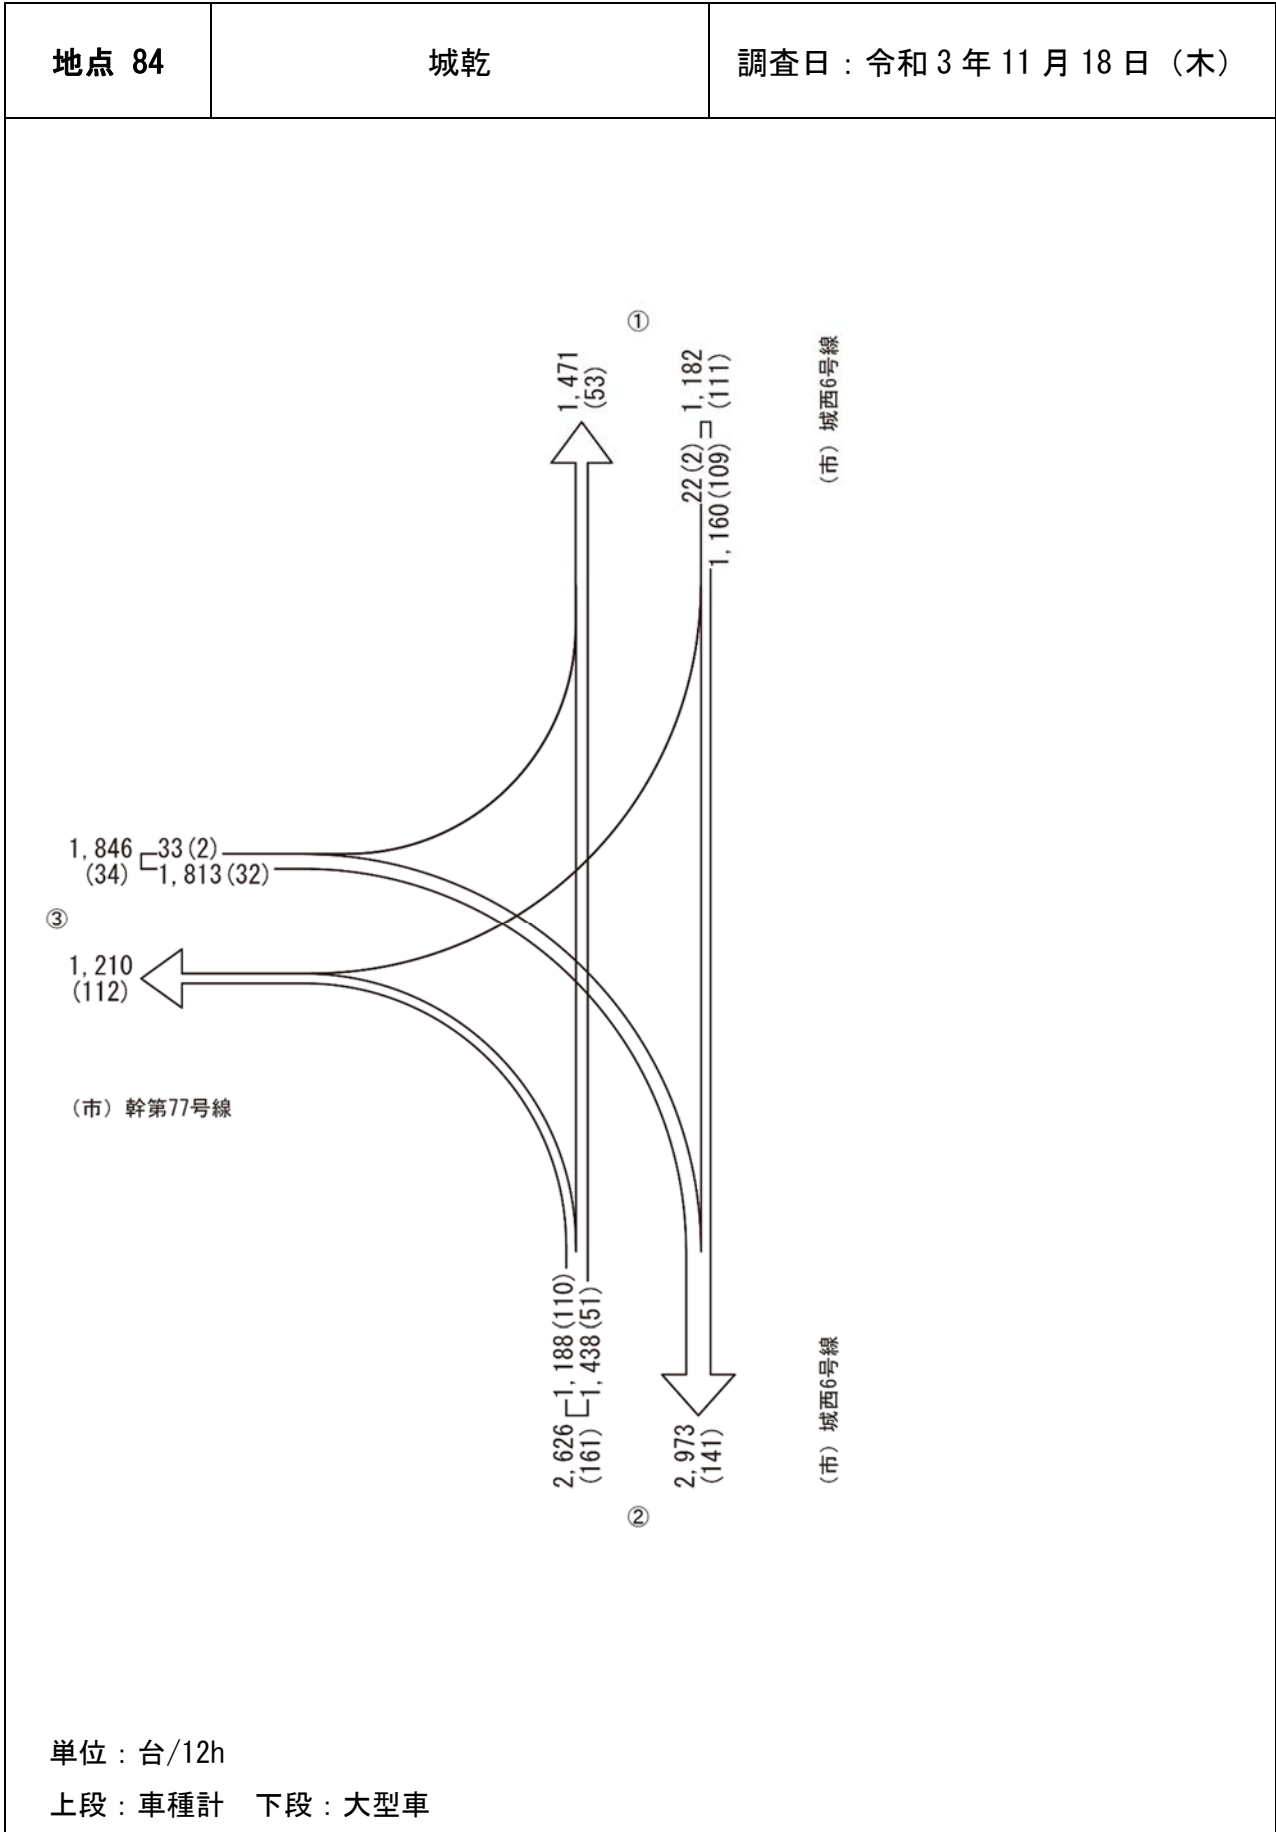 地点 84
城乾
調査日：令和3年11月18日（木）
①
1,471
(53)
1,182
(111)
22(2)
1,160(109)
（市）城西6号線
1,846
(34)
33(2)
1,813(32)
③
1,210
(112)
（市）幹第77号線
1,188(110)
1,438(51)
2,626
(161)
2,973
(141)
（市）城西6号線
②
単位：台/12h
上段：車種計　下段：大型車